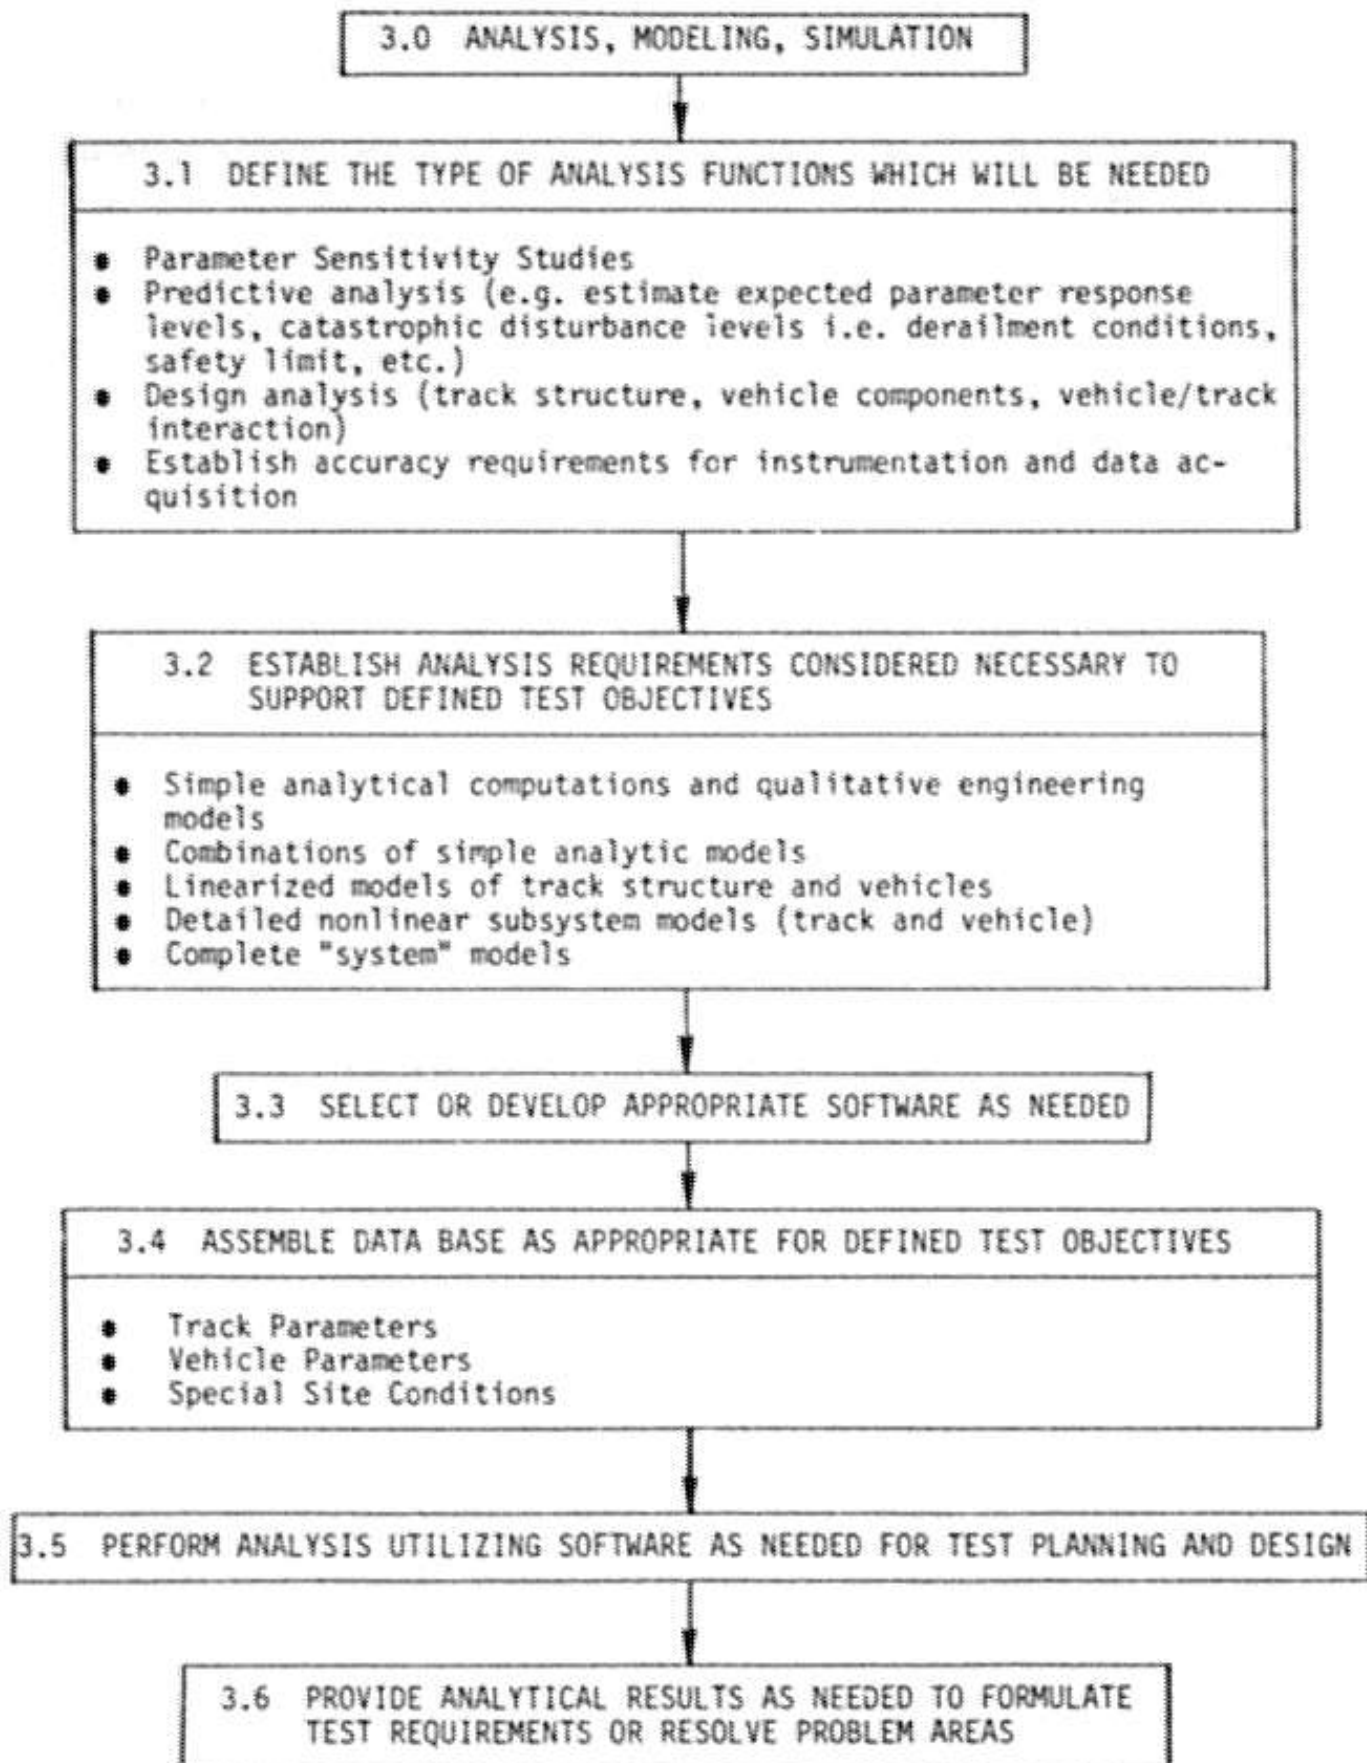 3.0 ANALYSIS, MODELING, SIMULATION
3.1 DEFINE THE TYPE OF ANALYSIS FUNCTIONS WHICH WILL BE NEEDED
● Parameter Sensitivity Studies
● Predictive analysis (e.g. estimate expected parameter response
levels, catastrophic disturbance levels i.e. derailment conditions,
safety limit, etc.)
● Design analysis (track structure, vehicle components, vehicle/track
interaction)
● Establish accuracy requirements for instrumentation and data ac-
quisition
3.2 ESTABLISH ANALYSIS REQUIREMENTS CONSIDERED NECESSARY TO
SUPPORT DEFINED TEST OBJECTIVES
● Simple analytical computations and qualitative engineering
models
● Combinations of simple analytic models
● Linearized models of track structure and vehicles
● Detailed nonlinear subsystem models (track and vehicle)
● Complete "system" models
3.3 SELECT OR DEVELOP APPROPRIATE SOFTWARE AS NEEDED
3.4 ASSEMBLE DATA BASE AS APPROPRIATE FOR DEFINED TEST OBJECTIVES
● Track Parameters
● Vehicle Parameters
● Special Site Conditions
3.5 PERFORM ANALYSIS UTILIZING SOFTWARE AS NEEDED FOR TEST PLANNING AND DESIGN
3.6 PROVIDE ANALYTICAL RESULTS AS NEEDED TO FORMULATE
TEST REQUIREMENTS OR RESOLVE PROBLEM AREAS